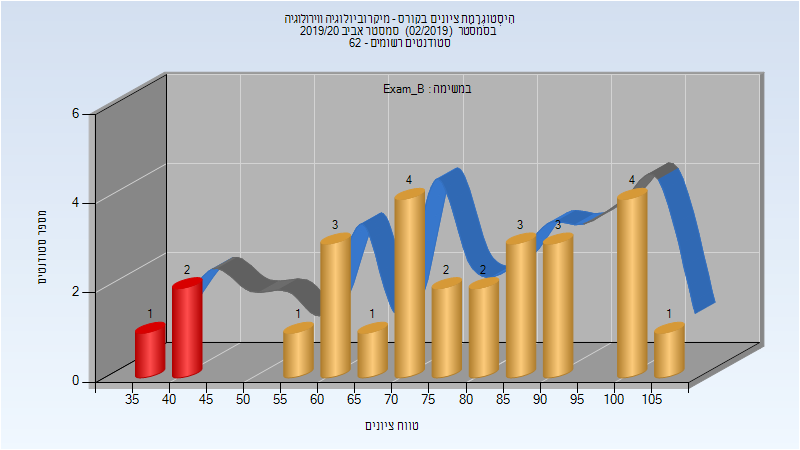 היסטוגרמת ציונים בקורס - מיקרוביולוגיה ווירולוגיה
בסמסטר (02/2019) סמסטר אביב 2019/20
סטודנטים רשומים - 62
במשימה : Exam_B
מספר סטודנטים
6
4
2
0
1
2
1
3
1
4
2
2
3
3
4
1
35 40 45 50 55 60 65 70 75 80 85 90 95 100 105
טווח ציונים